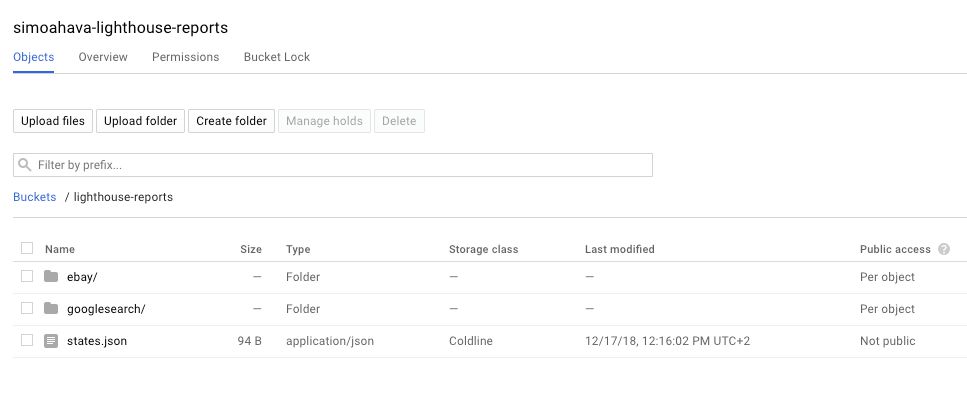 simoahava-lighthouse-reports
Objects Overview Permissions Bucket Lock
Upload files Upload folder Create folder Manage holds Delete
Filter by prefix...
Buckets / lighthouse-reports
Name Size Type Storage class Last modified Public access ?
ebay/ — Folder — — Per object
googlesearch/ — Folder — — Per object
states.json 94 B application/json Coldline 12/17/18, 12:16:02 PM UTC+2 Not public